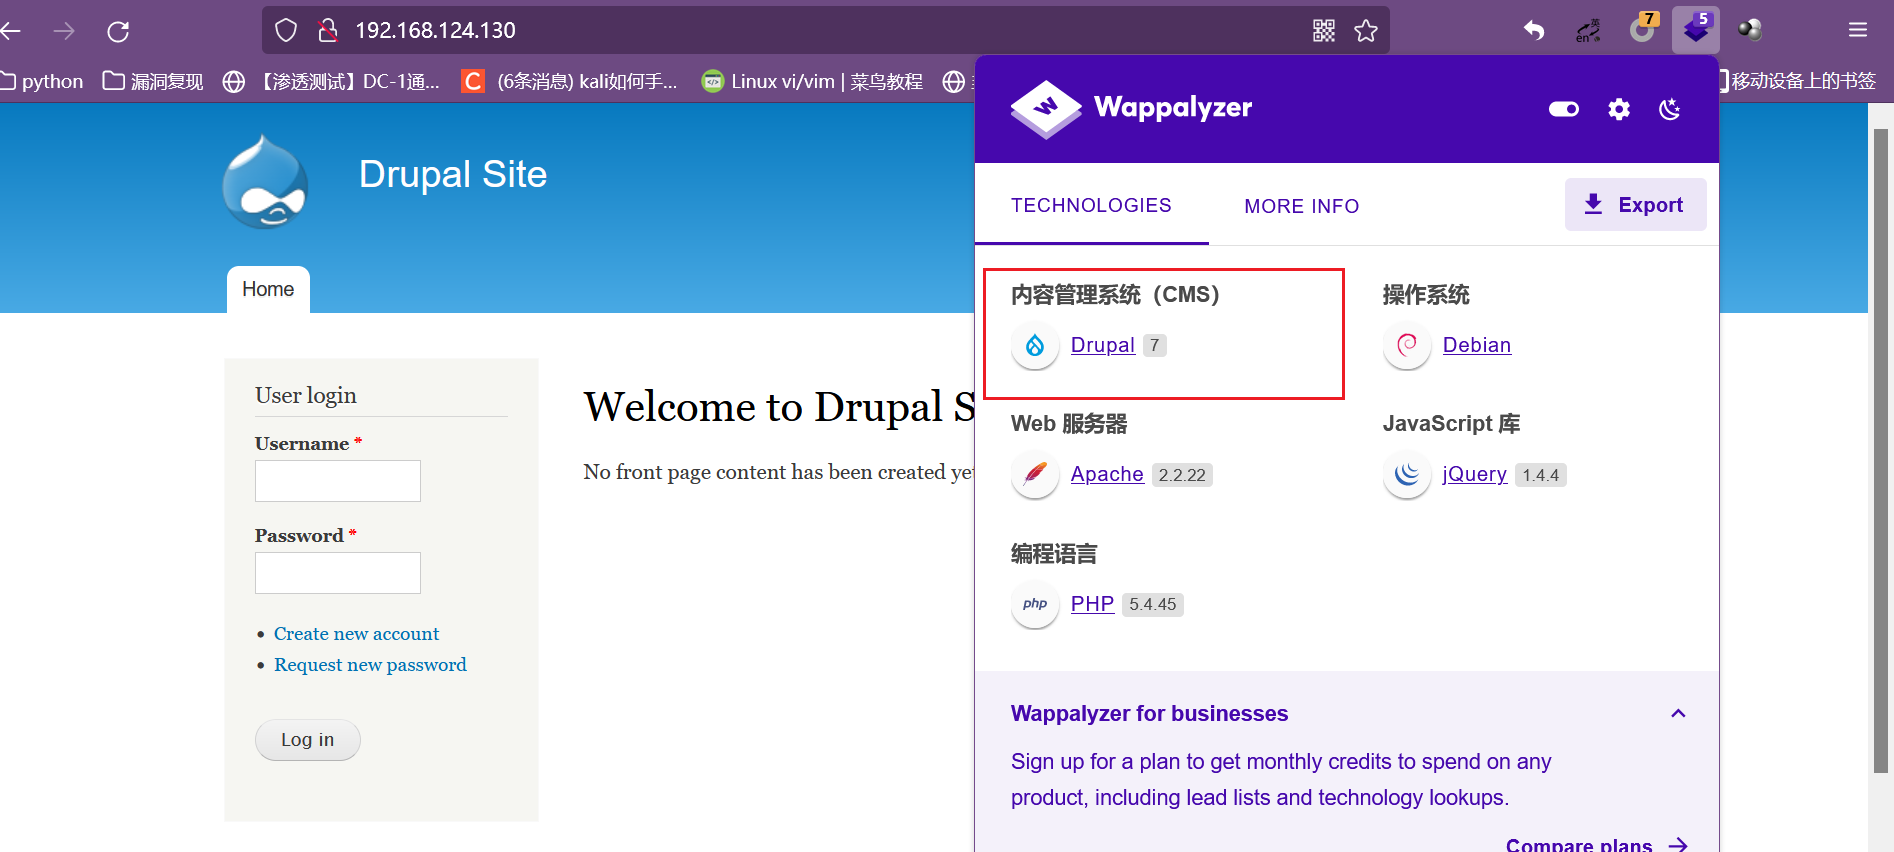 192.168.124.130
英
en
7
5
python
漏洞复现
【渗透测试】DC-1通...
C
(6条消息) kali如何手...
Linux vi/vim | 菜鸟教程
移动设备上的书签
Drupal Site
Home
User login
Username *
Password *
Create new account
Request new password
Log in
Welcome to Drupal S
No front page content has been created yet
W
Wappalyzer
TECHNOLOGIES
MORE INFO
Export
内容管理系统（CMS）
Drupal 7
操作系统
Debian
Web 服务器
Apache 2.2.22
JavaScript 库
jQuery 1.4.4
编程语言
php
PHP 5.4.45
Wappalyzer for businesses
Sign up for a plan to get monthly credits to spend on any
product, including lead lists and technology lookups.
Compare plans